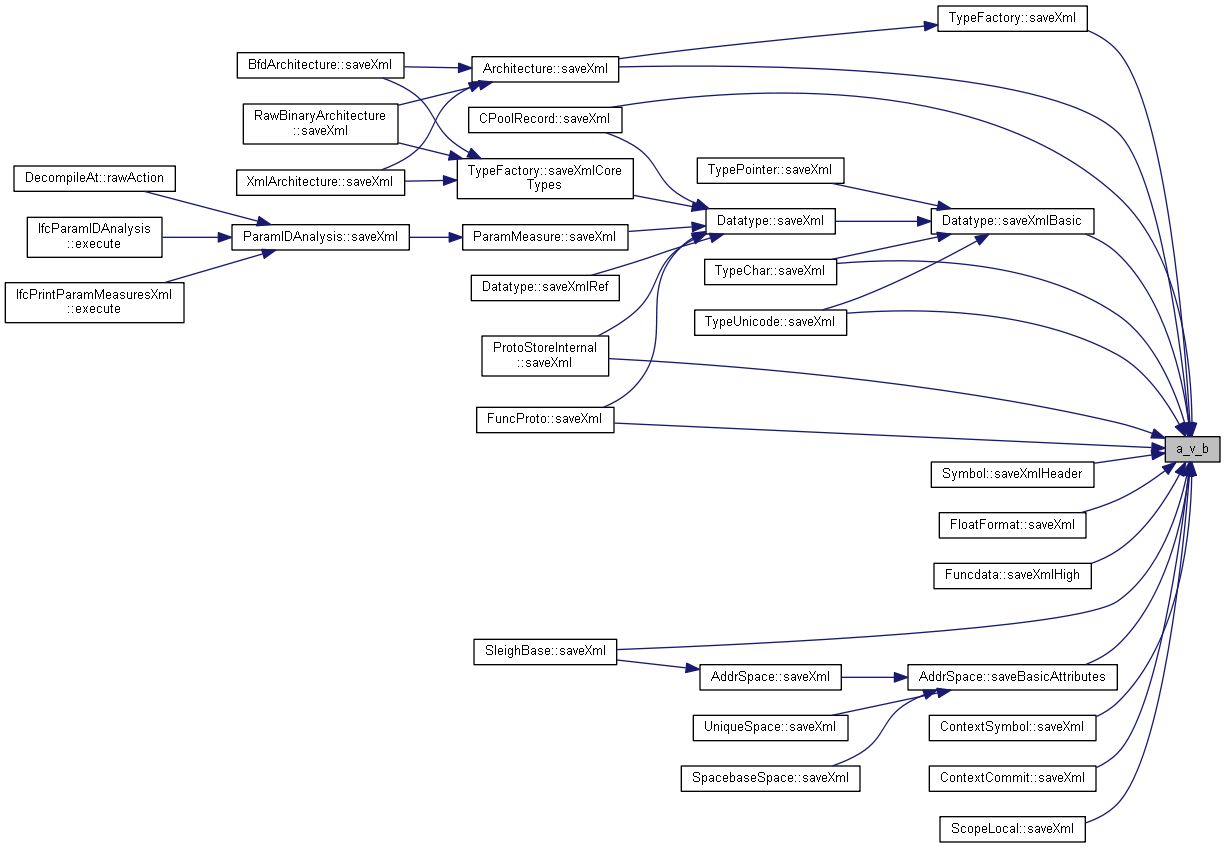 TypeFactory::saveXml
BfdArchitecture::saveXml
Architecture::saveXml
RawBinaryArchitecture
::saveXml
CPoolRecord::saveXml
DecompileAt::rawAction
XmlArchitecture::saveXml
TypeFactory::saveXmlCore
Types
TypePointer::saveXml
IfcParamIDAnalysis
::execute
ParamIDAnalysis::saveXml
ParamMeasure::saveXml
Datatype::saveXml
Datatype::saveXmlBasic
TypeChar::saveXml
IfcPrintParamMeasuresXml
::execute
Datatype::saveXmlRef
TypeUnicode::saveXml
ProtoStoreInternal
::saveXml
FuncProto::saveXml
a_v_b
Symbol::saveXmlHeader
FloatFormat::saveXml
Funcdata::saveXmlHigh
SleighBase::saveXml
AddrSpace::saveXml
AddrSpace::saveBasicAttributes
UniqueSpace::saveXml
ContextSymbol::saveXml
SpacebaseSpace::saveXml
ContextCommit::saveXml
ScopeLocal::saveXml